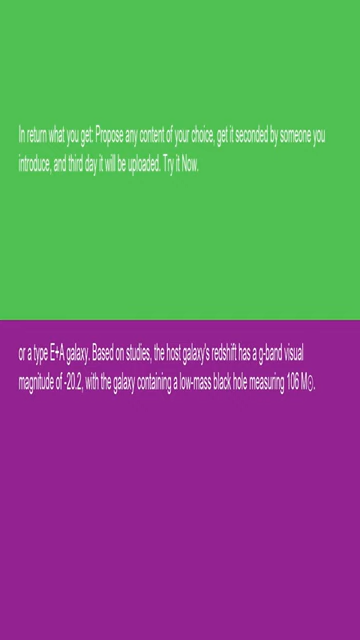 In return what you get: Propose any content of your choice, get it seconded by someone you
introduce, and third day it will be uploaded. Try it Now.
or a type E+A galaxy. Based on studies, the host galaxy's redshift has a g-band visual
magnitude of -20.2, with the galaxy containing a low-mass black hole measuring 106 M☉.